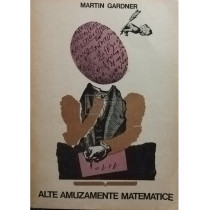 MARTIN GARDNER
ALTE AMUZAMENTE MATEMATICE